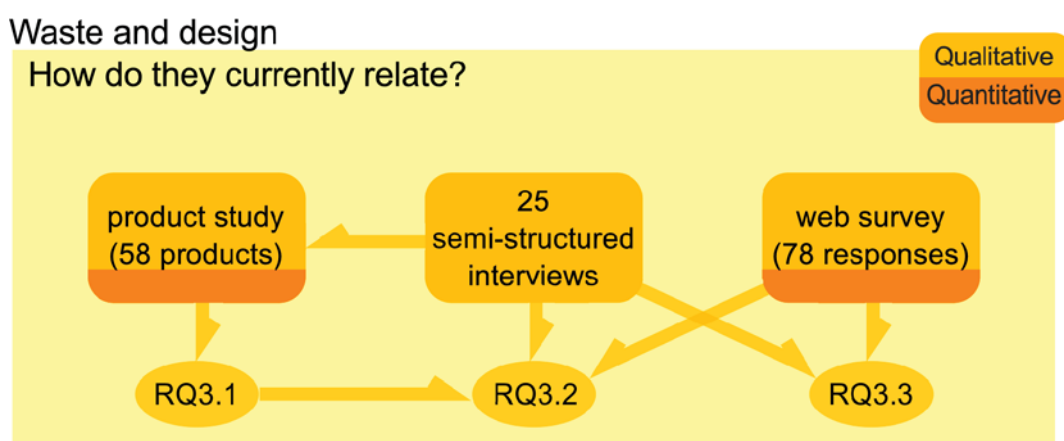 Waste and design
How do they currently relate?
Qualitative
Quantitative
product study
(58 products)
25
semi-structured
interviews
web survey
(78 responses)
RQ3.1
RQ3.2
RQ3.3